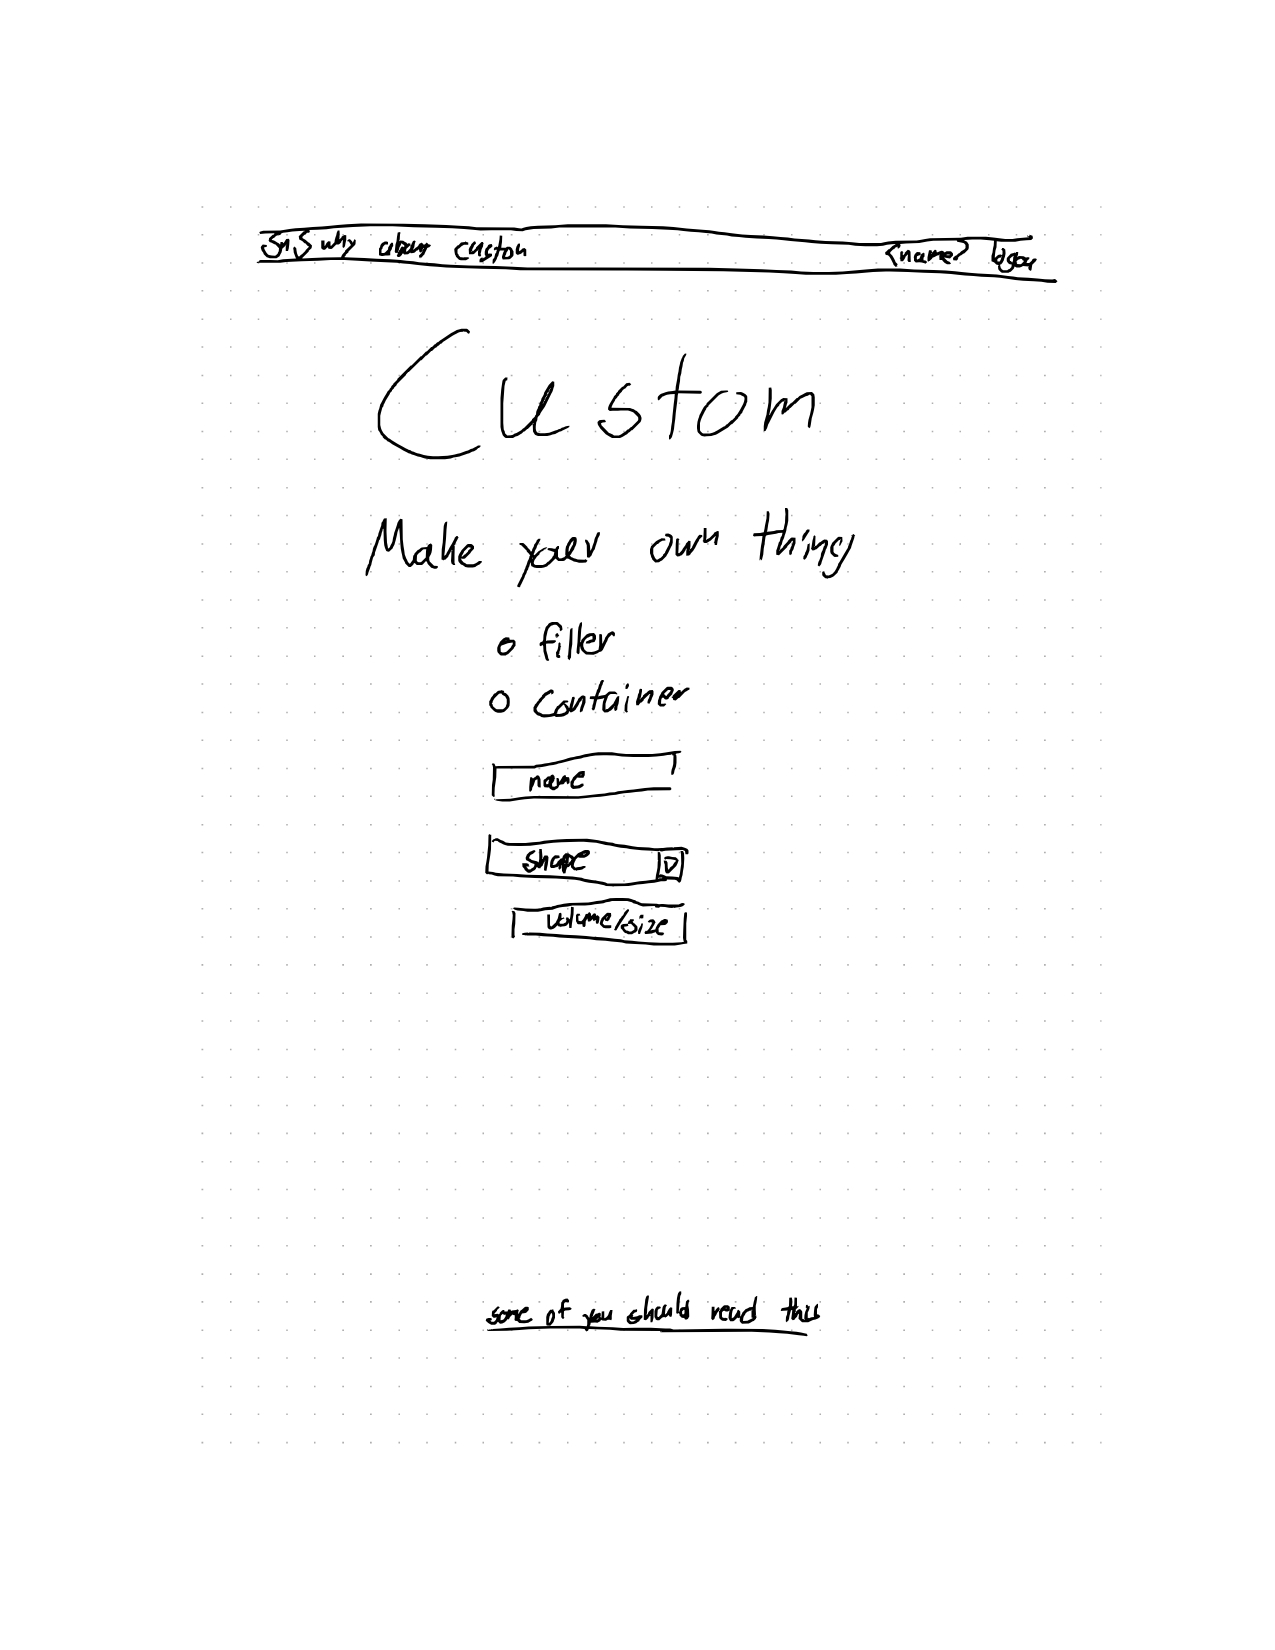 SnS why about custom <name> logou
Custom
Make your own thing
filler
container
name
shape
volume/size
some of you should read this